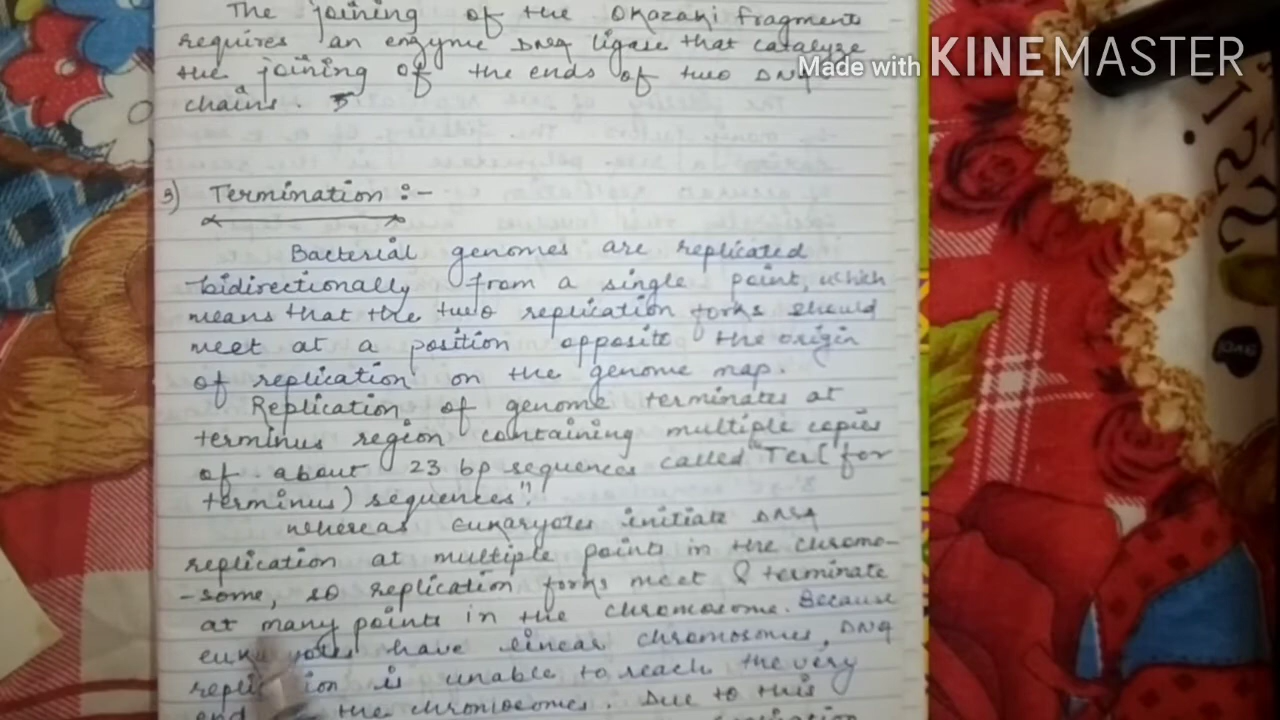 The joining of the Okazaki fragments
requires an enzyme DNA ligase that catalyze
the joining of the ends of two DNA
chains.
Made with KINEMASTER
3) Termination :-
Bacterial genomes are replicated
bidirectionally from a single point, which
means that the two replication forks should
meet at a position opposite the origin
of replication on the genome map.
Replication of genome terminates at
terminus region containing multiple copies
of about 23 bp sequences called "Ter( for
terminus) sequences".
whereas eukaryotes initiate DNA
replication at multiple points in the chromo-
-some, so replication forks meet & terminate
at many points in the chromosome. Because
have linear chromosomes, DNA
is unable to reach the very
end the chromosomes. Due to this